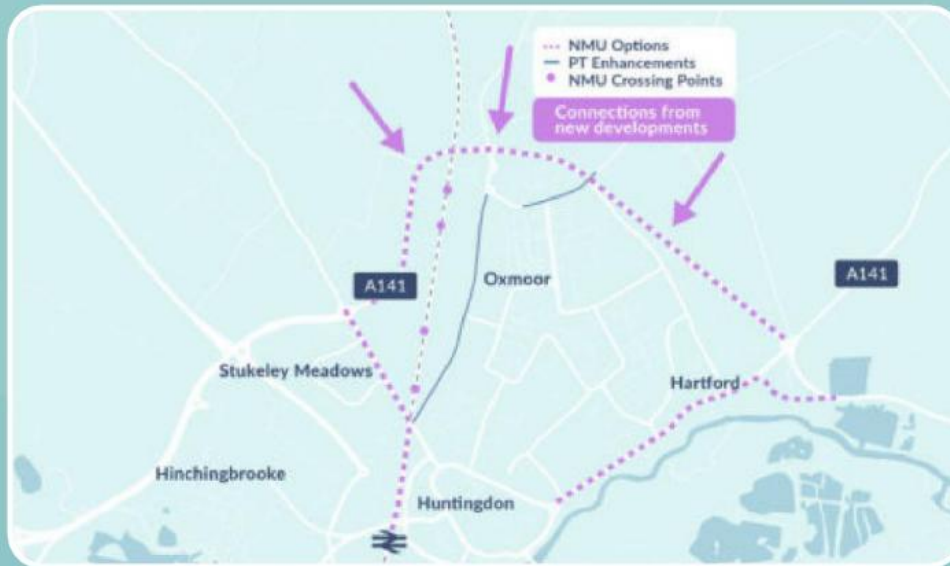 NMU Options
PT Enhancements
NMU Crossing Points
Connections from
new developments
A141
Oxmoor
A141
Stukeley Meadows
Hartford
Hinchingbrooke
Huntingdon